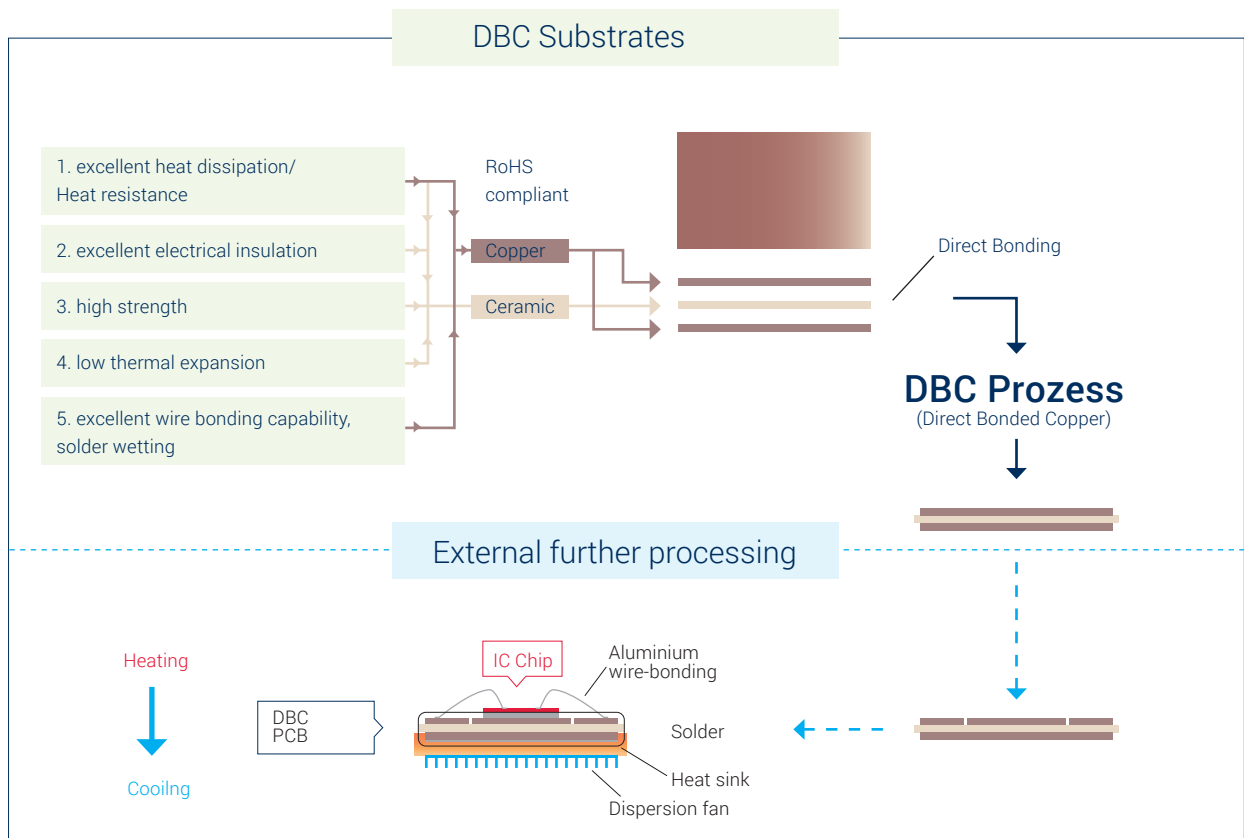 DBC Substrates
1. excellent heat dissipation/
Heat resistance
2. excellent electrical insulation
3. high strength
4. low thermal expansion
5. excellent wire bonding capability,
solder wetting
RoHS
compliant
Copper
Ceramic
Direct Bonding
DBC Prozess
(Direct Bonded Copper)
External further processing
Heating
Cooilng
DBC
PCB
IC Chip
Aluminium
wire-bonding
Solder
Heat sink
Dispersion fan